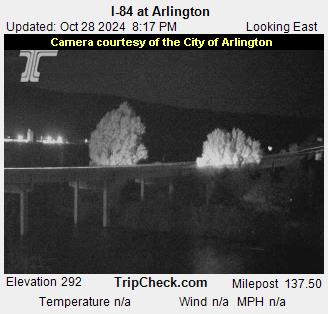 I-84 at Arlington
Updated: Oct 28 2024 8:17 PM Looking East
Camera courtesy of the City of Arlington
Elevation 292 TripCheck.com Milepost 137.50
Temperature n/a Wind n/a MPH n/a